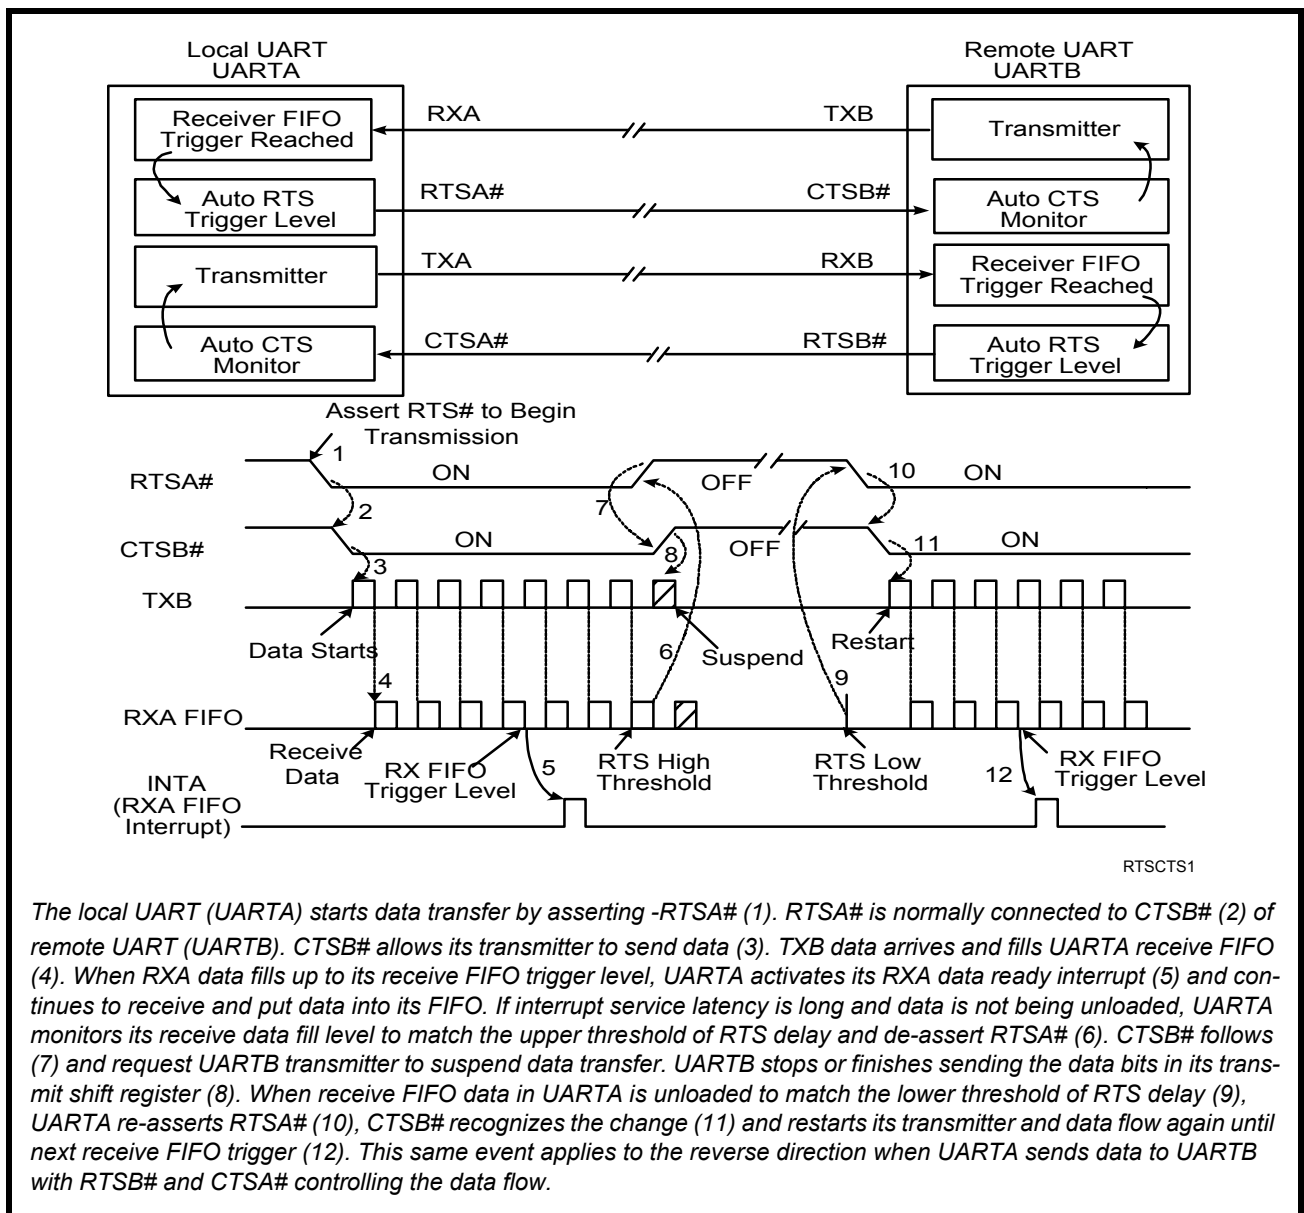 Local UART
UARTA
Remote UART
UARTB
Receiver FIFO
Trigger Reached
RXA
TXB
Transmitter
Auto RTS
Trigger Level
RTSA#
CTSB#
Auto CTS
Monitor
Transmitter
TXA
RXB
Receiver FIFO
Trigger Reached
Auto CTS
Monitor
CTSA#
RTSB#
Auto RTS
Trigger Level
Assert RTS# to Begin
Transmission
RTSA#
1
ON
7
OFF
10
ON
2
CTSB#
ON
8
OFF
11
ON
3
TXB
Data Starts
6
Suspend
Restart
4
9
RXA FIFO
Receive
Data
RX FIFO
Trigger Level
5
RTS High
Threshold
RTS Low
Threshold
12
RX FIFO
Trigger Level
INTA
(RXA FIFO
Interrupt)
RTSCTS1
The local UART (UARTA) starts data transfer by asserting -RTSA# (1). RTSA# is normally connected to CTSB# (2) of
remote UART (UARTB). CTSB# allows its transmitter to send data (3). TXB data arrives and fills UARTA receive FIFO
(4). When RXA data fills up to its receive FIFO trigger level, UARTA activates its RXA data ready interrupt (5) and con-
tinues to receive and put data into its FIFO. If interrupt service latency is long and data is not being unloaded, UARTA
monitors its receive data fill level to match the upper threshold of RTS delay and de-assert RTSA# (6). CTSB# follows
(7) and request UARTB transmitter to suspend data transfer. UARTB stops or finishes sending the data bits in its trans-
mit shift register (8). When receive FIFO data in UARTA is unloaded to match the lower threshold of RTS delay (9),
UARTA re-asserts RTSA# (10), CTSB# recognizes the change (11) and restarts its transmitter and data flow again until
next receive FIFO trigger (12). This same event applies to the reverse direction when UARTA sends data to UARTB
with RTSB# and CTSA# controlling the data flow.